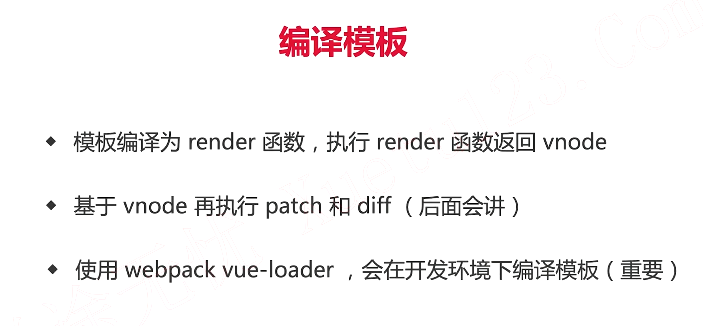 编译模板
◆ 模板编译为 render 函数，执行 render 函数返回 vnode
◆ 基于 vnode 再执行 patch 和 diff（后面会讲）
◆ 使用 webpack vue-loader ，会在开发环境下编译模板（重要）